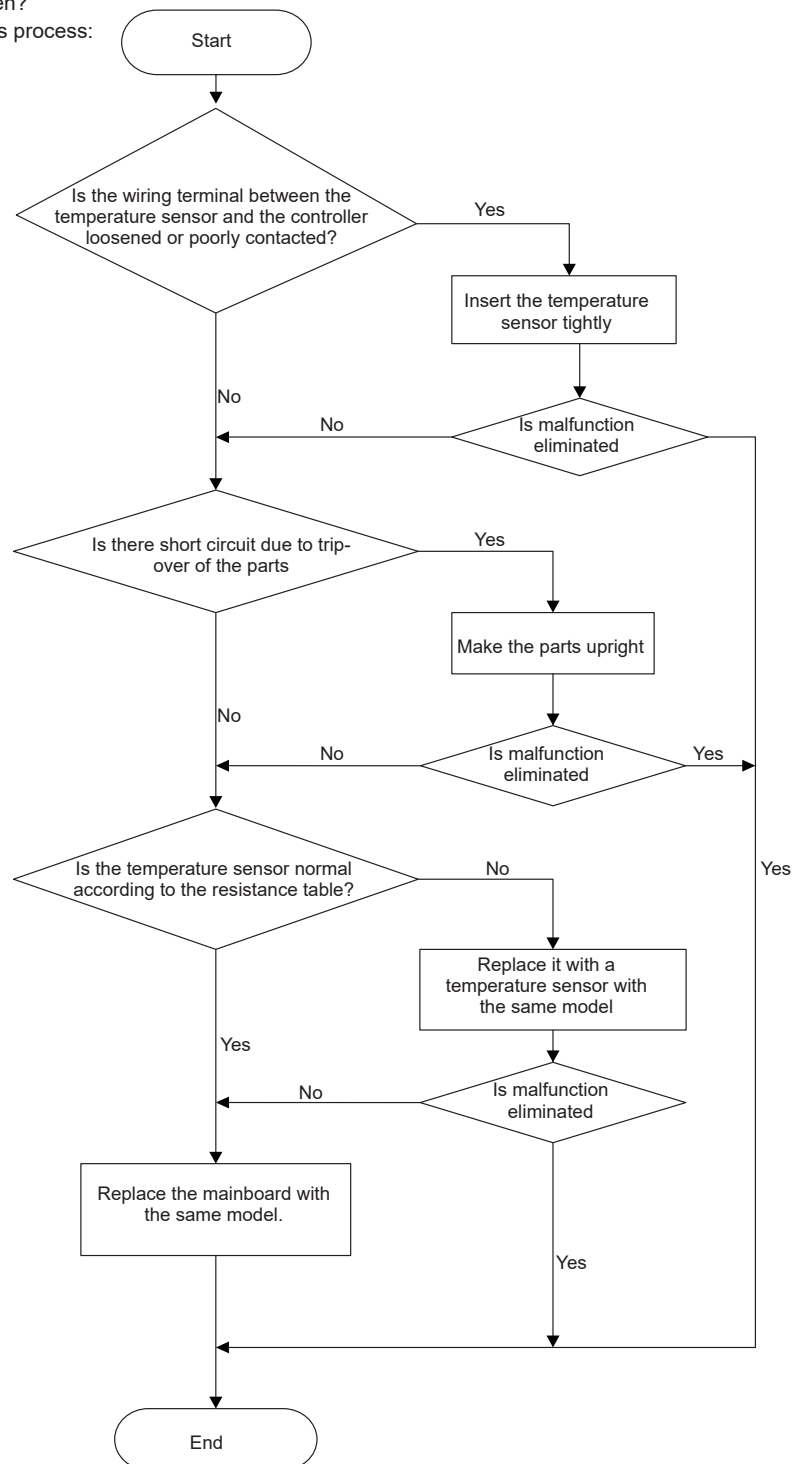 en?
s process:
Start
Is the wiring terminal between the
temperature sensor and the controller
loosened or poorly contacted?
Yes
Insert the temperature
sensor tightly
No
No
Is malfunction
eliminated
Is there short circuit due to trip-
over of the parts
Yes
Make the parts upright
No
No
Is malfunction
eliminated
Yes
Is the temperature sensor normal
according to the resistance table?
No
Yes
Replace it with a
temperature sensor with
the same model
Yes
No
Is malfunction
eliminated
Replace the mainboard with
the same model.
Yes
End